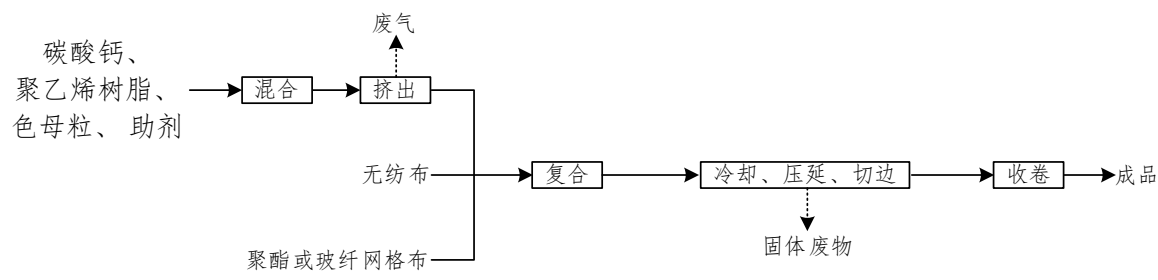 废气
碳酸钙、
聚乙烯树脂、
色母粒、 助剂
混合
挤出
无纺布
复合
冷却、压延、切边
收卷
成品
聚酯或玻纤网格布
固体废物